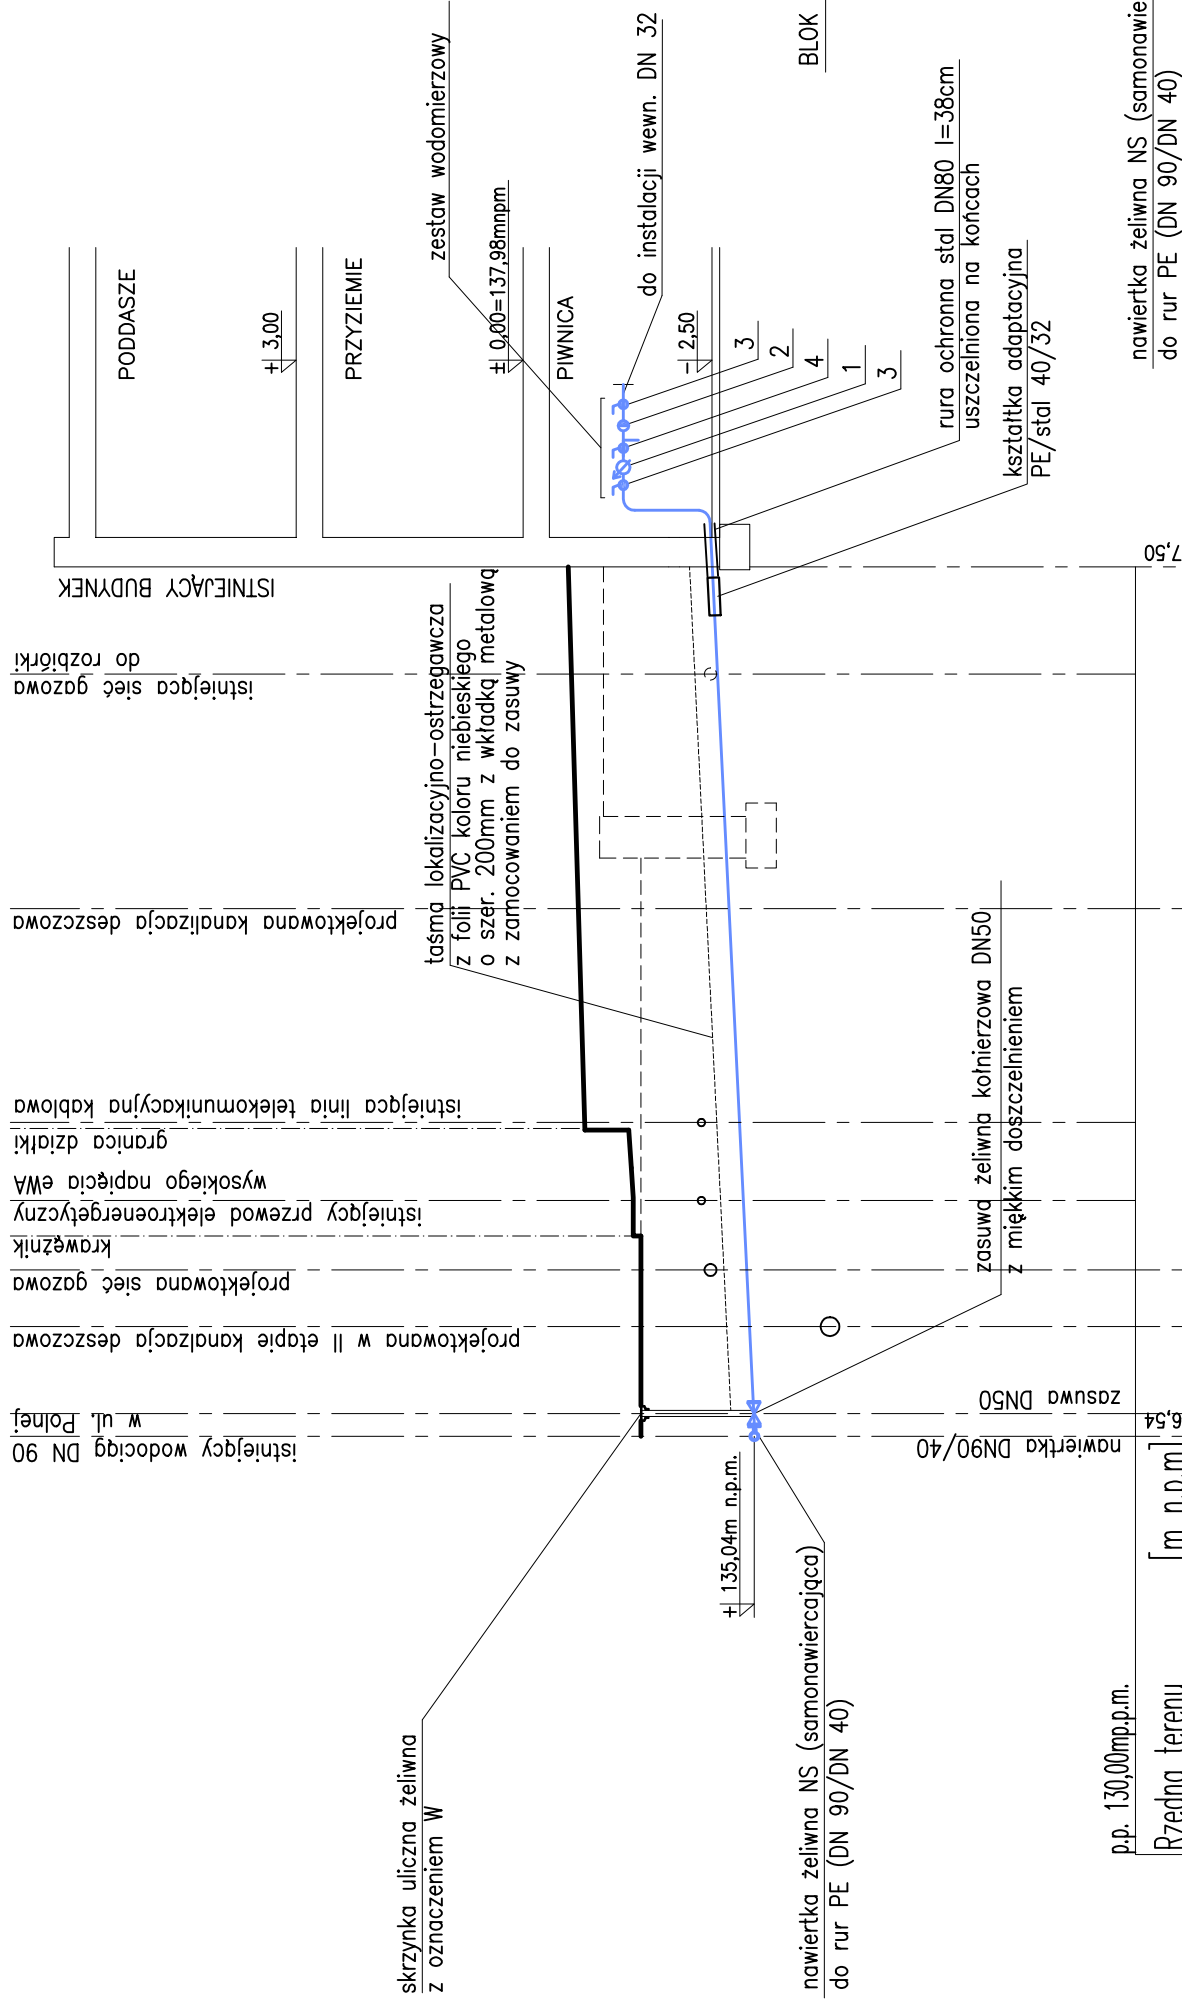 PODDASZE
+ 3,00
PRZYZIEMIE
± 0,00=137,98mnpm
PIWNICA
- 2,50
zestaw wodomierzowy
do instalacji wewn. DN 32
3
2
4
1
3
BLOK
rura ochronna stal DN80 l=38cm
uszczelniona na końcach
kształtka adaptacyjna
PE/stal 40/32
nawiertka żeliwna NS (samonawie
do rur PE (DN 90/DN 40)
ISTNIEJĄCY BUDYNEK
istniejąca sieć gazowa
do rozbiórki
projektowana kanalizacja deszczowa
istniejąca linia telekomunikacyjna kablowa
granica działki
istniejący przewod elektroenergetyczny
wysokiego napięcia eWA
krawężnik
projektowana sieć gazowa
projektowana w II etapie kanalizacja deszczowa
istniejący wodociąg DN 90
w ul. Polnej
taśma lokalizacyjno-ostrzegawcza
z folii PVC koloru niebieskiego
o szer. 200mm z wkładką metalową
z zamocowaniem do zasuwy
zasuwa żeliwna kołnierzowa DN50
z miękkim doszczelnieniem
zasuwa DN50
nawiertka DN90/40
7,50
6,54
+ 135,04m n.p.m.
skrzynka uliczna żeliwna
z oznaczeniem W
nawiertka żeliwna NS (samonawiercająca)
do rur PE (DN 90/DN 40)
p.p. 130,00mp.p.m.
Rzędna terenu
[m n.p.m]